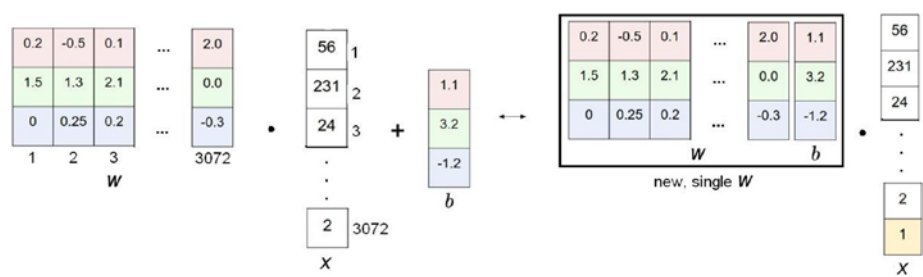 0.2 -0.5 0.1 ... 2.0
1.5 1.3 2.1 ... 0.0
0 0.25 0.2 ... -0.3
1 2 3 3072
W
•
56 1
231 2
24 3
.
.
.
2 3072
X
+
1.1
3.2
-1.2
b
↔
0.2 -0.5 0.1 ... 2.0 1.1
1.5 1.3 2.1 ... 0.0 3.2
0 0.25 0.2 ... -0.3 -1.2
W b
new, single W
•
56
231
24
.
.
.
2
1
X